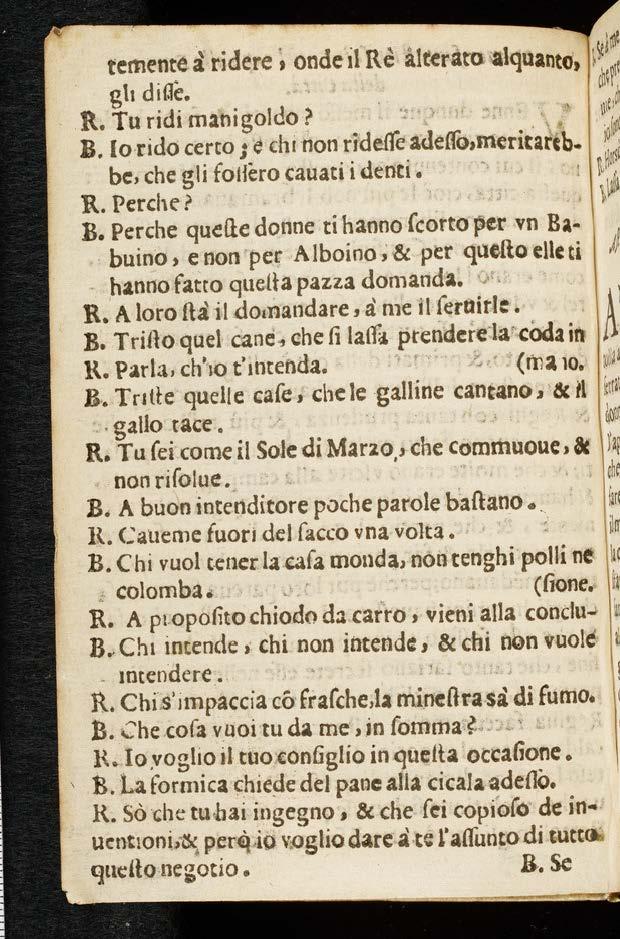 temente à ridere, onde il Rè alterato alquanto,
gli disse.
R. Tu ridi manigoldo?
B. Io rido certo; e chi non ridesse adesso, meritareb-
be, che gli fossero cauati i denti.
R. Perche?
B. Perche queste donne ti hanno scorto per vn Ba-
buino, e non per Alboino, & per questo elle ti
hanno fatto questa pazza domanda.
R. A loro stà il domandare, à me il seruirle.
B. Tristo quel cane, che si lassa prendere la coda in
R. Parla, ch'io t'intenda. (ma io.
B. Triste quelle case, che le galline cantano, & il
gallo tace.
R. Tu sei come il Sole di Marzo, che commuoue, &
non risolue.
B. A buon intenditore poche parole bastano.
R. Caueme fuori del sacco vna volta.
B. Chi vuol tener la casa monda, non tenghi polli ne
colomba. (sione.
R. A proposito chiodo da carro, vieni alla conclu-
B. Chi intende, chi non intende, & chi non vuole
intendere.
R. Chi s'impaccia cõ frasche, la minestra sà di fumo.
B. Che cosa vuoi tu da me, in somma?
R. Io voglio il tuo consiglio in questa occasione.
B. La formica chiede del pane alla cicala adesso.
R. Sò che tu hai ingegno, & che sei copioso de in-
uentioni, & però io voglio dare à te l'assunto di tutto
questo negotio. B. Se